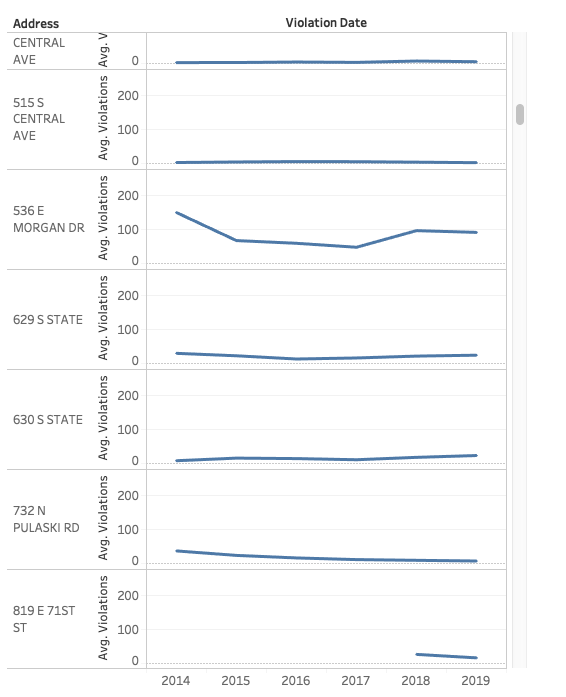 Address
Violation Date
CENTRAL
AVE
Avg. V
0
515 S
CENTRAL
AVE
Avg. Violations
200
100
0
536 E
MORGAN DR
Avg. Violations
200
100
0
629 S STATE
Avg. Violations
200
100
0
630 S STATE
Avg. Violations
200
100
0
732 N
PULASKI RD
Avg. Violations
200
100
0
819 E 71ST
ST
Avg. Violations
200
100
0
2014 2015 2016 2017 2018 2019